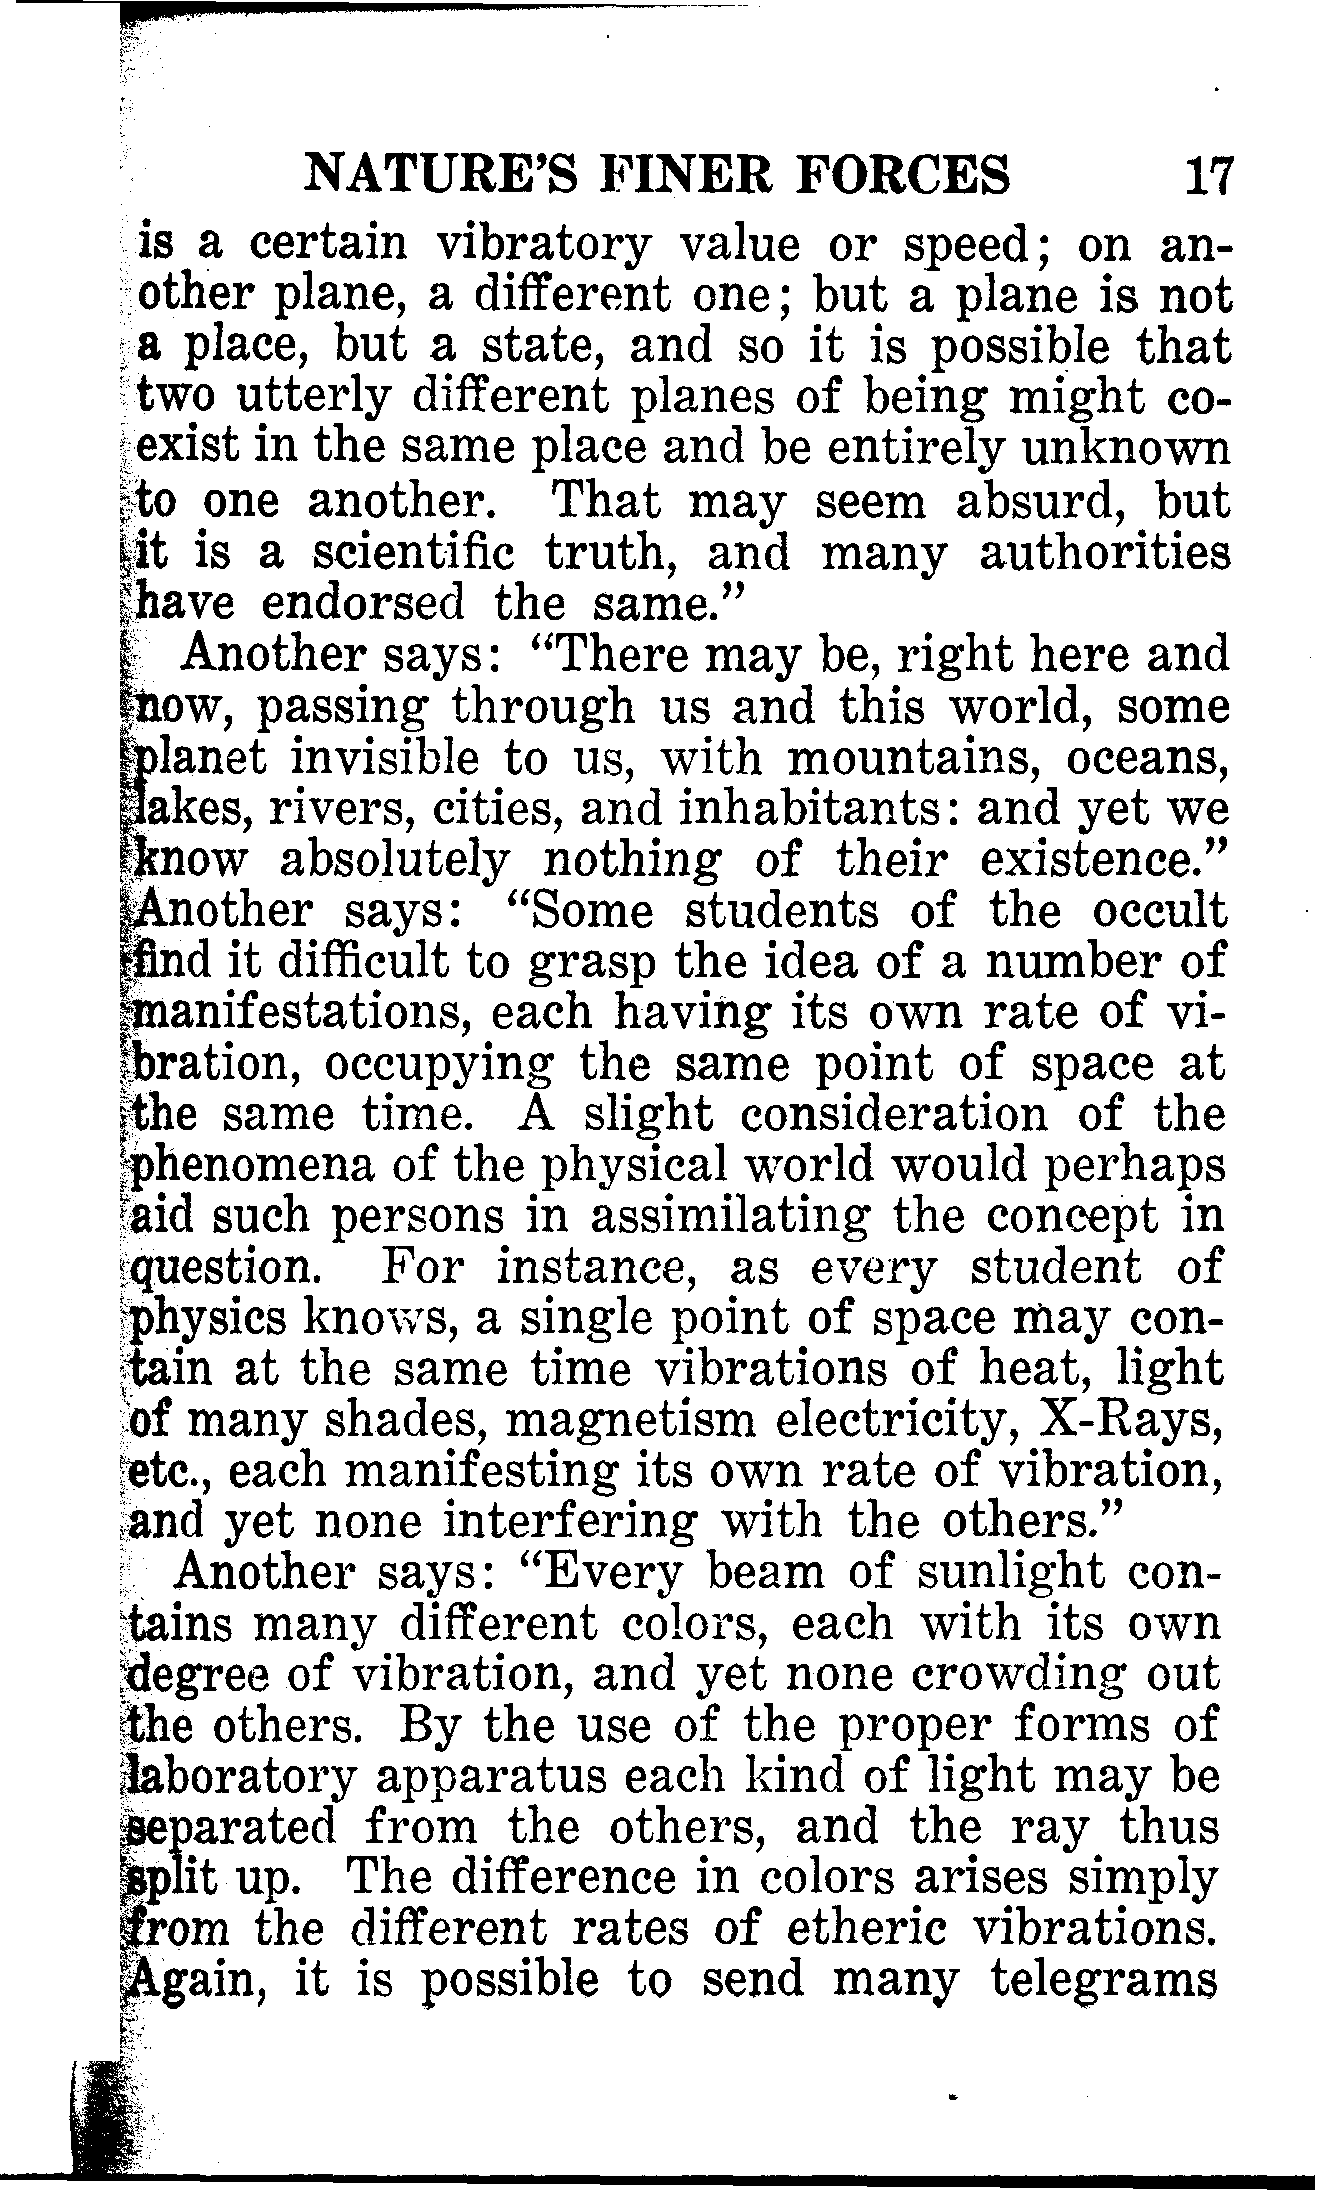 NATURE'S FINER FORCES 17
is a certain vibratory value or speed; on an-
other plane, a different one; but a plane is not
a place, but a state, and so it is possible that
two utterly different planes of being might co-
exist in the same place and be entirely unknown
to one another. That may seem absurd, but
it is a scientific truth, and many authorities
have endorsed the same."
Another says: "There may be, right here and
now, passing through us and this world, some
planet invisible to us, with mountains, oceans,
lakes, rivers, cities, and inhabitants: and yet we
know absolutely nothing of their existence."
Another says: "Some students of the occult
find it difficult to grasp the idea of a number of
manifestations, each having its own rate of vi-
bration, occupying the same point of space at
the same time. A slight consideration of the
phenomena of the physical world would perhaps
aid such persons in assimilating the concept in
question. For instance, as every student of
physics knows, a single point of space may con-
tain at the same time vibrations of heat, light
of many shades, magnetism electricity, X-Rays,
etc., each manifesting its own rate of vibration,
and yet none interfering with the others."
Another says: "Every beam of sunlight con-
tains many different colors, each with its own
degree of vibration, and yet none crowding out
the others. By the use of the proper forms of
laboratory apparatus each kind of light may be
separated from the others, and the ray thus
split up. The difference in colors arises simply
from the different rates of etheric vibrations.
Again, it is possible to send many telegrams